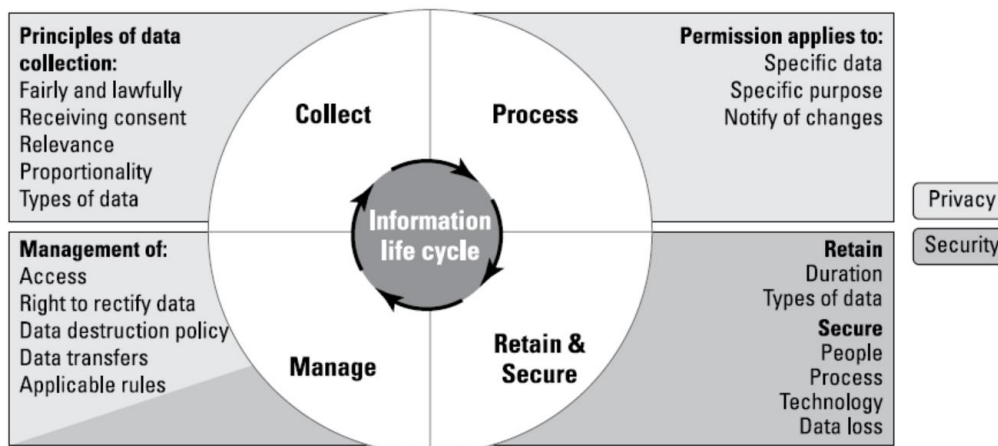 Principles of data
collection:
Fairly and lawfully
Receiving consent
Relevance
Proportionality
Types of data
Collect
Process
Permission applies to:
Specific data
Specific purpose
Notify of changes
Information
life cycle
Privacy
Security
Management of:
Access
Right to rectify data
Data destruction policy
Data transfers
Applicable rules
Manage
Retain &
Secure
Retain
Duration
Types of data
Secure
People
Process
Technology
Data loss